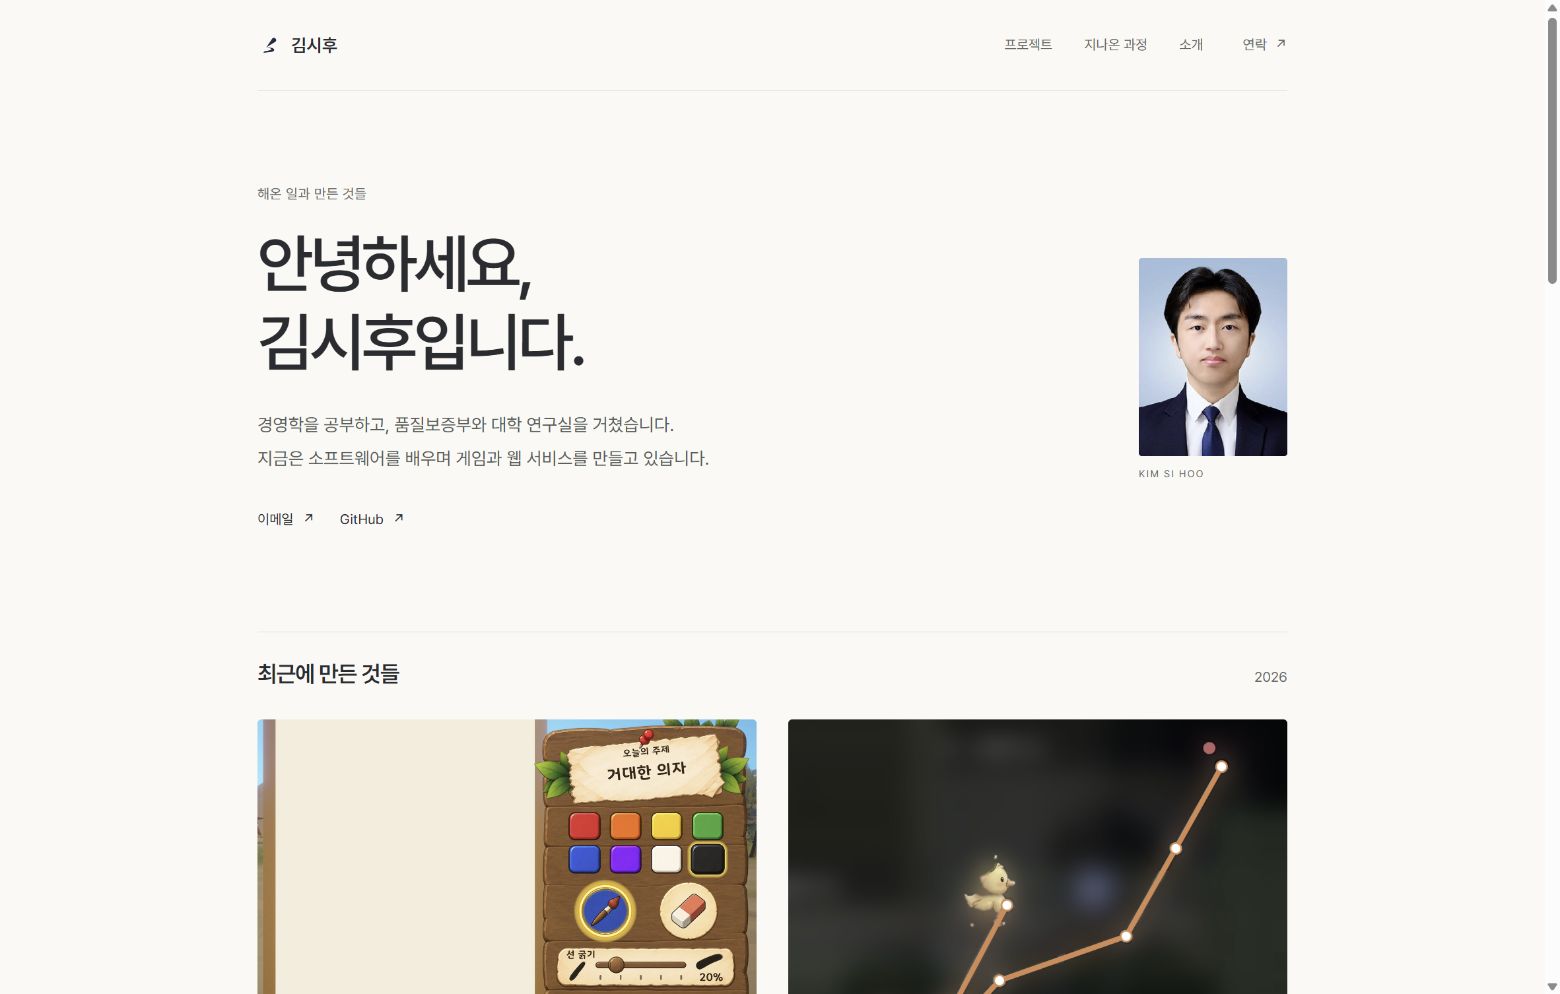 김시후
프로젝트
지나온 과정
소개
연락 ↗
해온 일과 만든 것들
안녕하세요,
김시후입니다.
경영학을 공부하고, 품질보증부와 대학 연구실을 거쳤습니다.
지금은 소프트웨어를 배우며 게임과 웹 서비스를 만들고 있습니다.
이메일 ↗
GitHub ↗
KIM SI HOO
최근에 만든 것들
2026
오늘의 주제
거대한 의자
선 굵기
20%